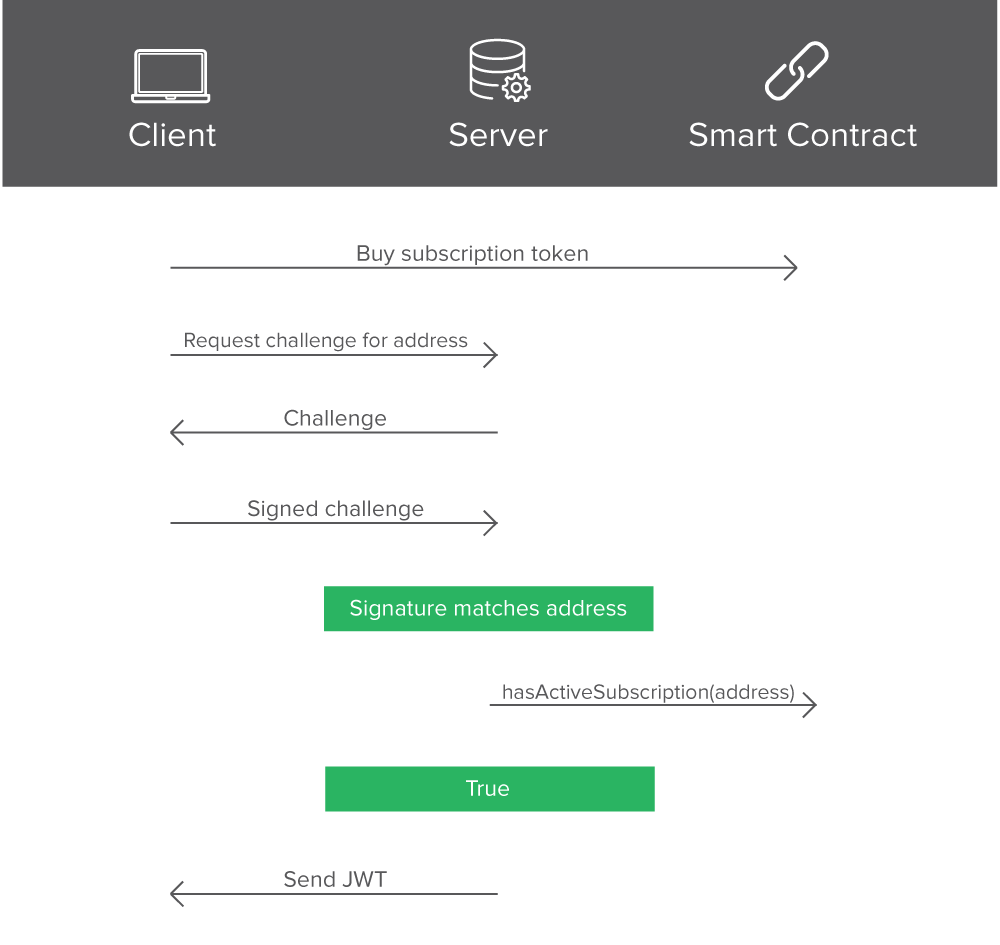 Client
Server
Smart Contract
Buy subscription token
Request challenge for address
Challenge
Signed challenge
Signature matches address
hasActiveSubscription(address)
True
Send JWT